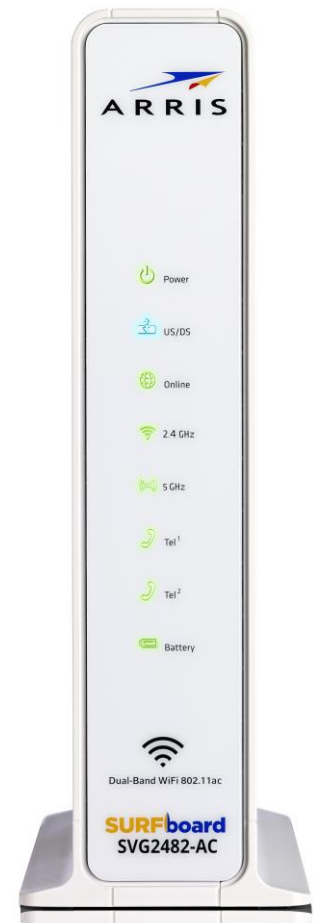 ARRIS
Power
US/DS
Online
2.4 GHz
5 GHz
Tel¹
Tel²
Battery
Dual-Band WiFi 802.11ac
SURFboard
SVG2482-AC